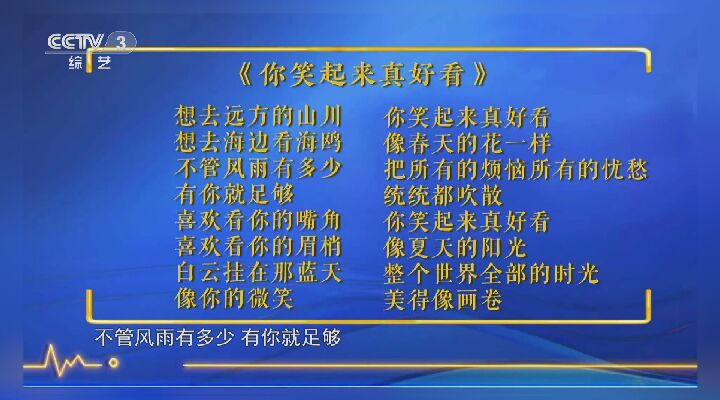 CCTV 3
综艺
《你笑起来真好看》
想去远方的山川
想去海边看海鸥
不管风雨有多少
有你就足够
喜欢看你的嘴角
喜欢看你的眉梢
白云挂在那蓝天
像你的微笑
你笑起来真好看
像春天的花一样
把所有的烦恼所有的忧愁
统统都吹散
你笑起来真好看
像夏天的阳光
整个世界全部的时光
美得像画卷
不管风雨有多少 有你就足够